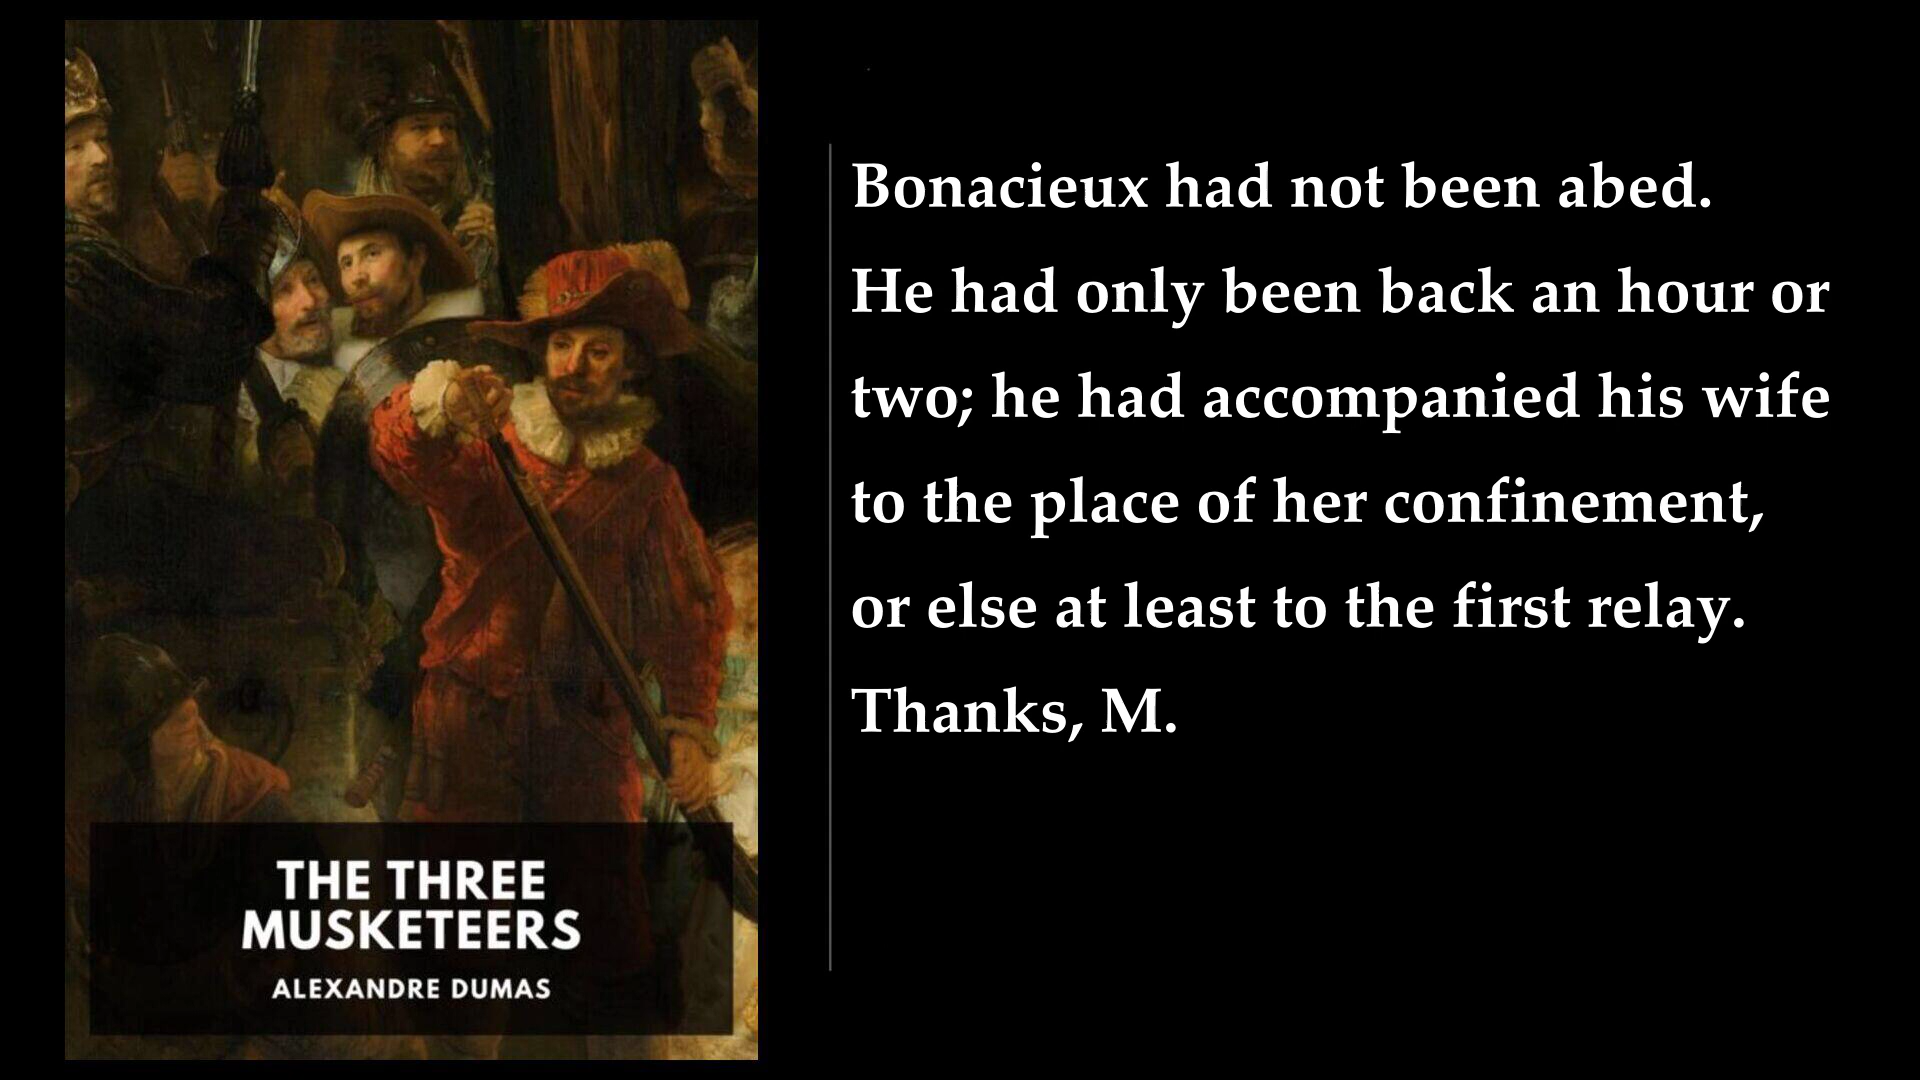 THE THREE
MUSKETEERS
ALEXANDRE DUMAS
Bonacieux had not been abed.
He had only been back an hour or
two; he had accompanied his wife
to the place of her confinement,
or else at least to the first relay.
Thanks, M.